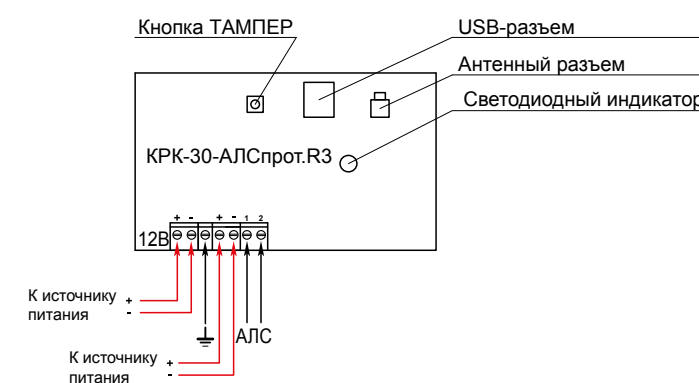 Кнопка ТАМПЕР
USB-разъем
Антенный разъем
Светодиодный индикатор
КРК-30-АЛСпрот.R3
+ - + - 1 2
12В
К источнику +
питания -
АЛС
К источнику +
питания -